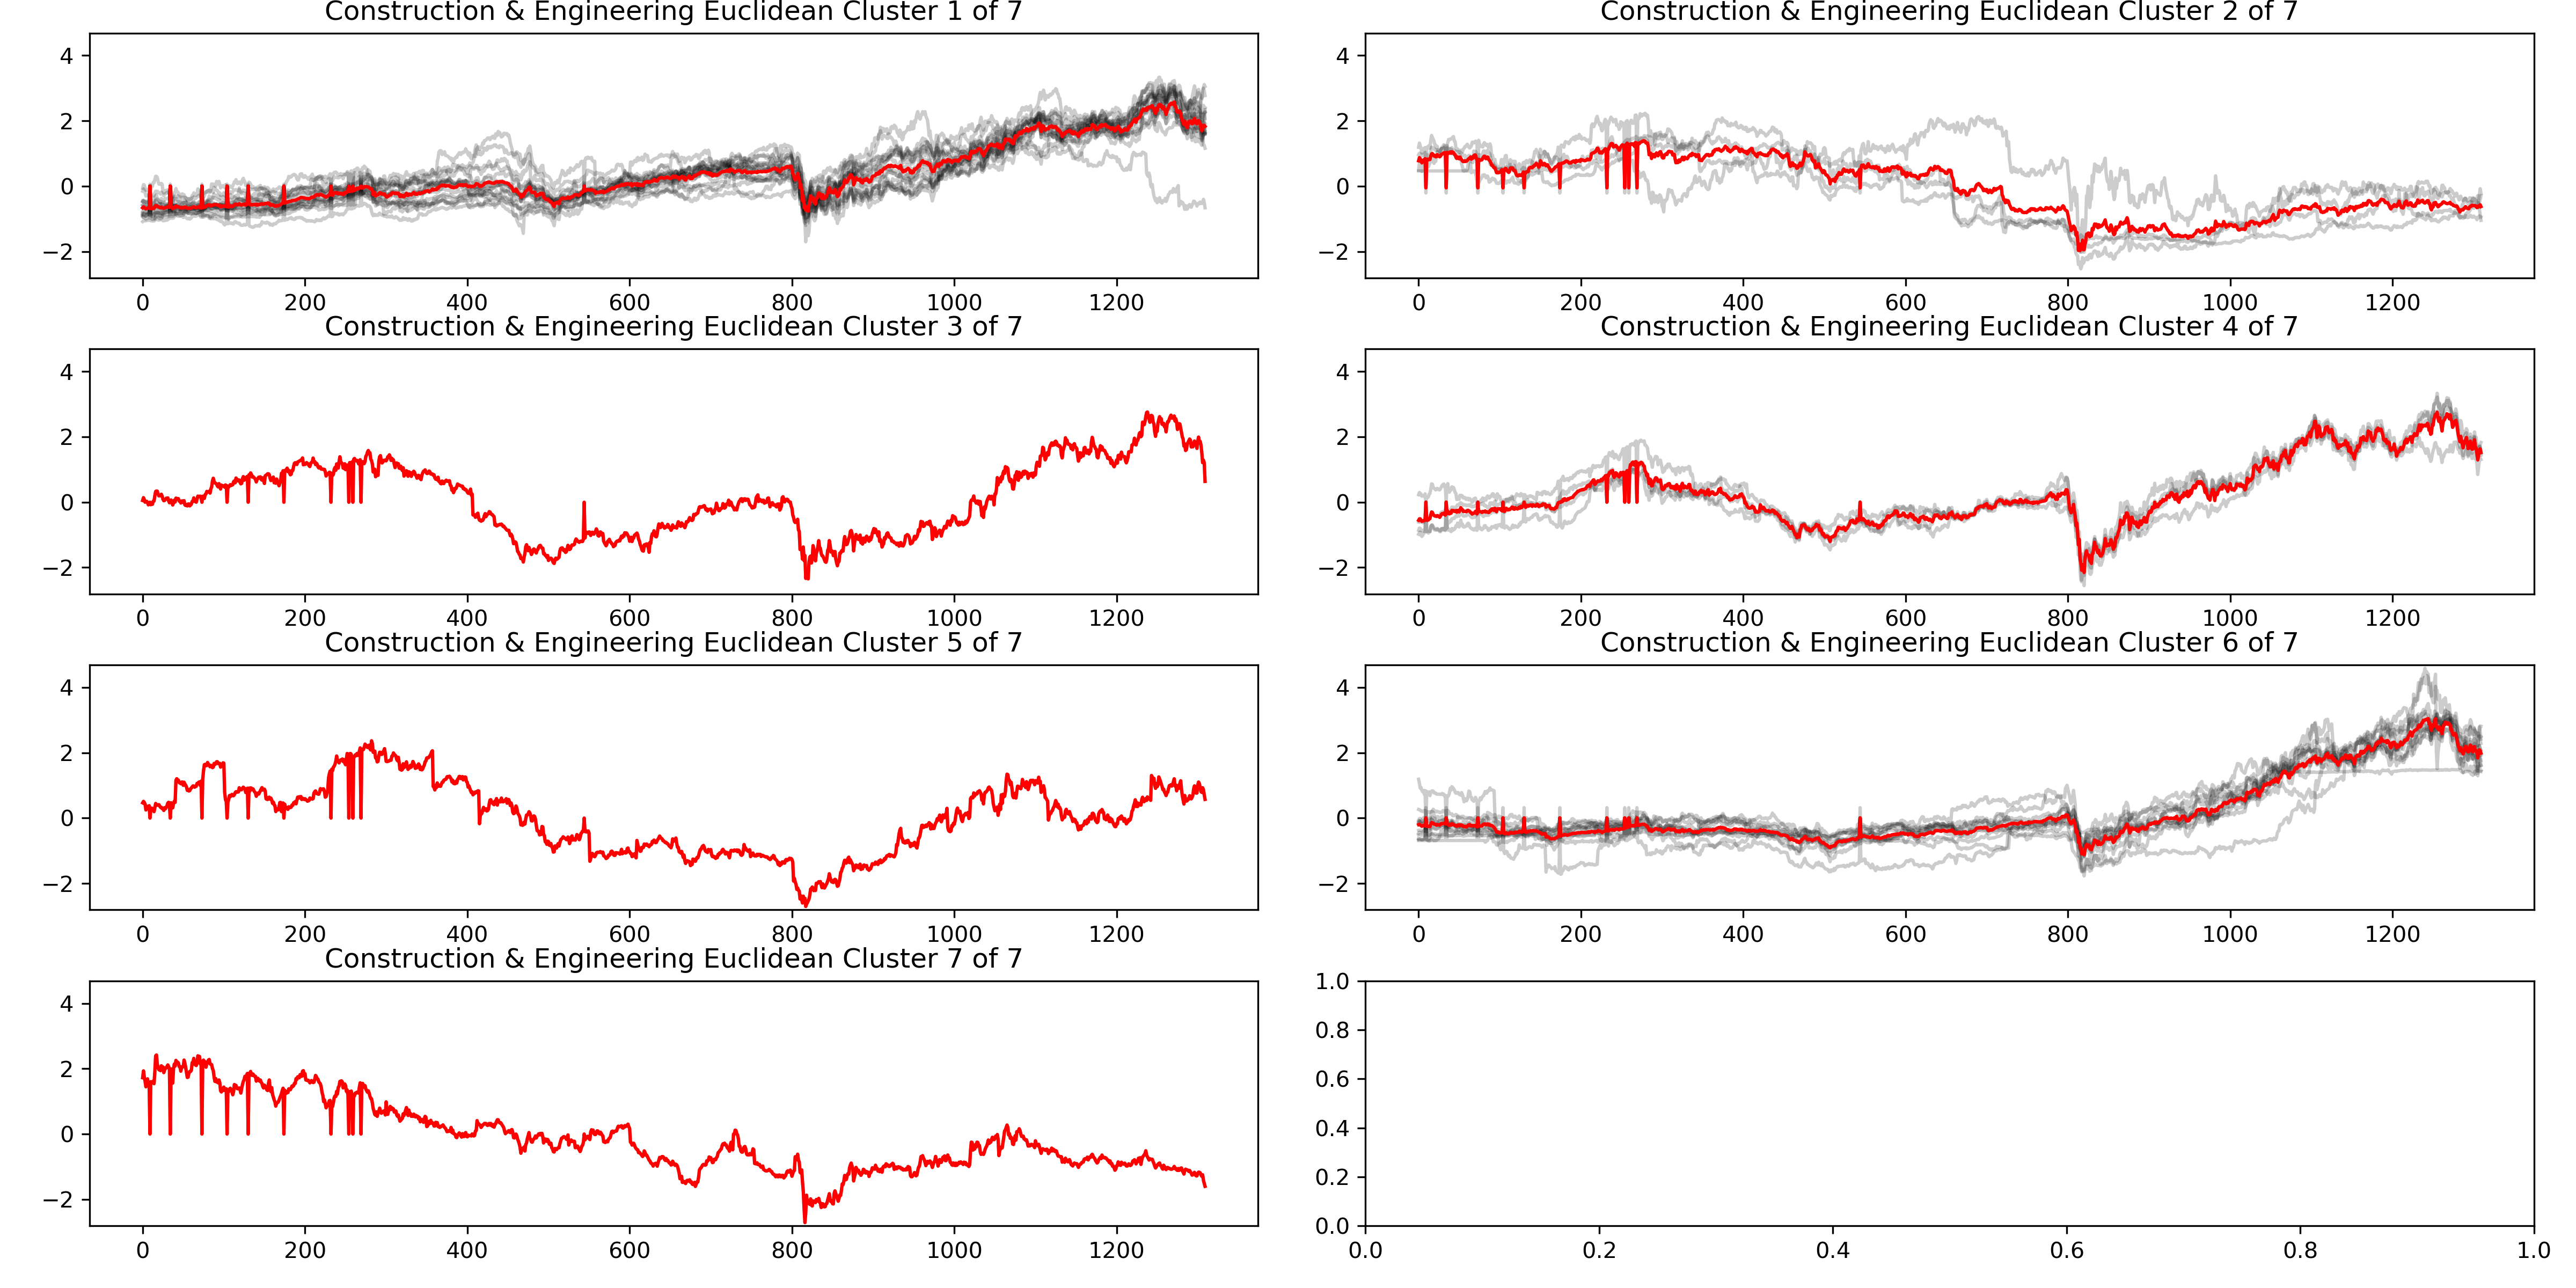 Construction & Engineering Euclidean Cluster 1 of 7
4
2
0
−2
0 200 400 600 800 1000 1200
Construction & Engineering Euclidean Cluster 2 of 7
4
2
0
−2
0 200 400 600 800 1000 1200
Construction & Engineering Euclidean Cluster 3 of 7
4
2
0
−2
0 200 400 600 800 1000 1200
Construction & Engineering Euclidean Cluster 4 of 7
4
2
0
−2
0 200 400 600 800 1000 1200
Construction & Engineering Euclidean Cluster 5 of 7
4
2
0
−2
0 200 400 600 800 1000 1200
Construction & Engineering Euclidean Cluster 6 of 7
4
2
0
−2
0 200 400 600 800 1000 1200
Construction & Engineering Euclidean Cluster 7 of 7
4
2
0
−2
0 200 400 600 800 1000 1200
1.0
0.8
0.6
0.4
0.2
0.0
0.0 0.2 0.4 0.6 0.8 1.0